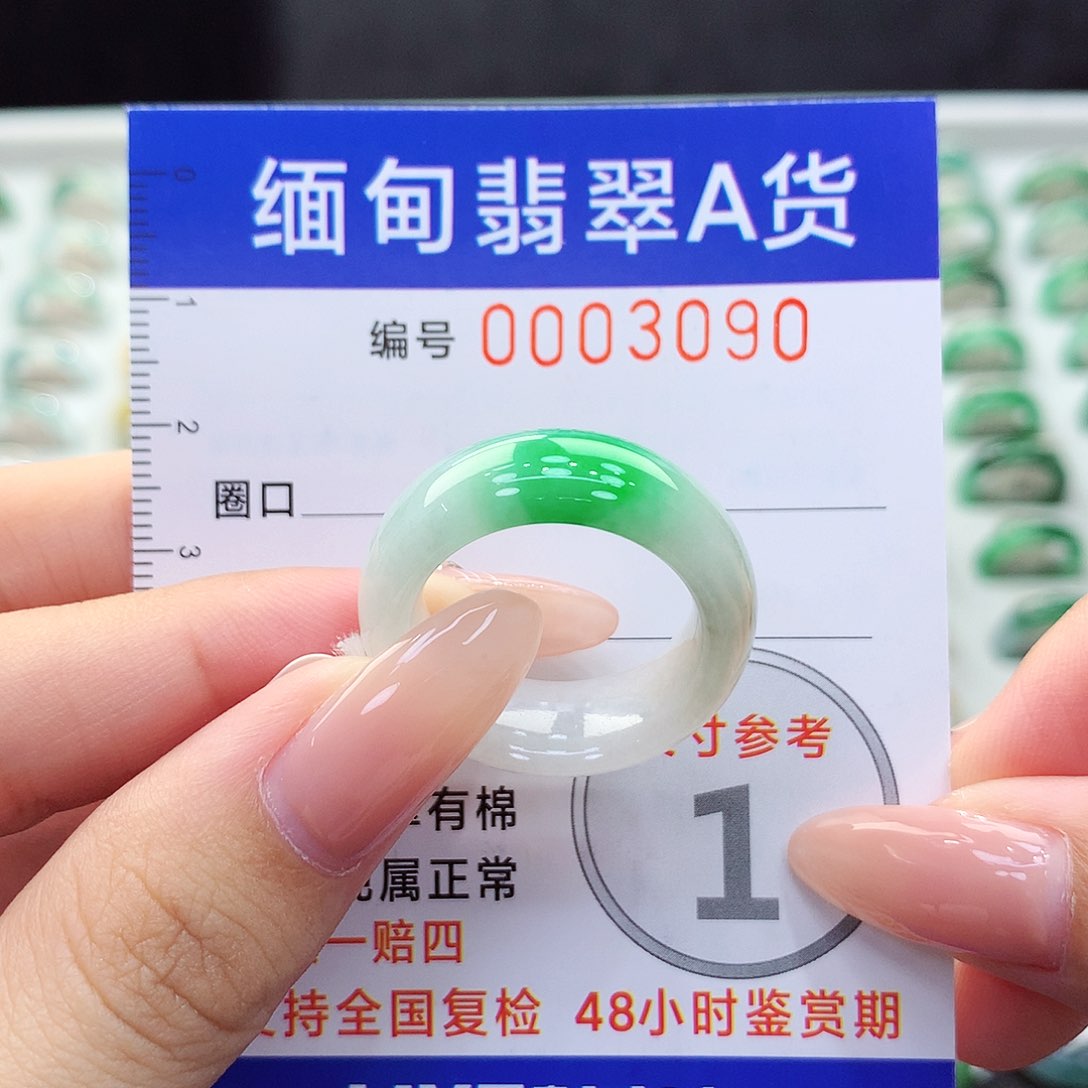 缅甸翡翠A货
0
编号 0003090
1
2
圈口
3
寸参考
1
有棉
属正常
一赔四
持全国复检 48小时鉴赏期